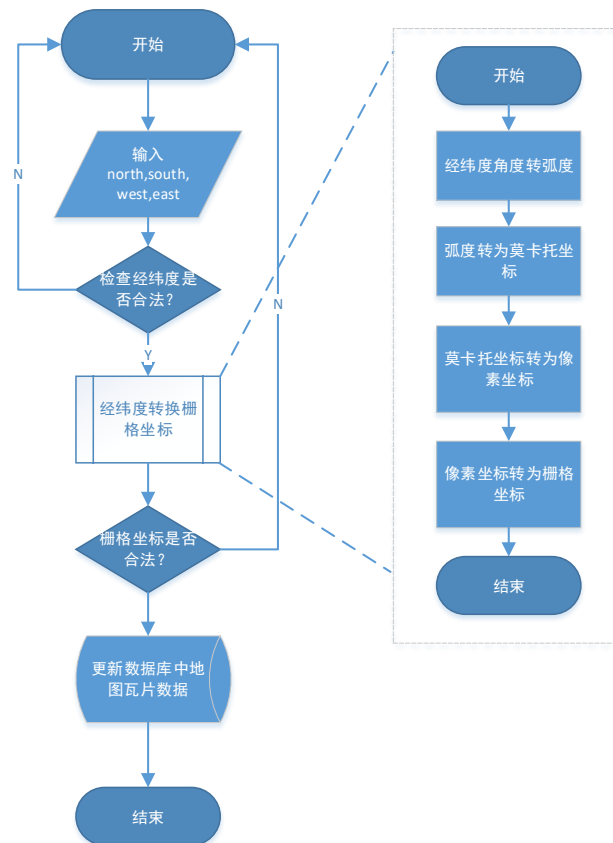 开始
输入
north,south,
west,east
N
检查经纬度是
否合法？
Y
经纬度转换栅
格坐标
N
栅格坐标是否
合法？
更新数据库中地
图瓦片数据
结束
开始
经纬度角度转弧度
弧度转为莫卡托坐
标
莫卡托坐标转为像
素坐标
像素坐标转为栅格
坐标
结束